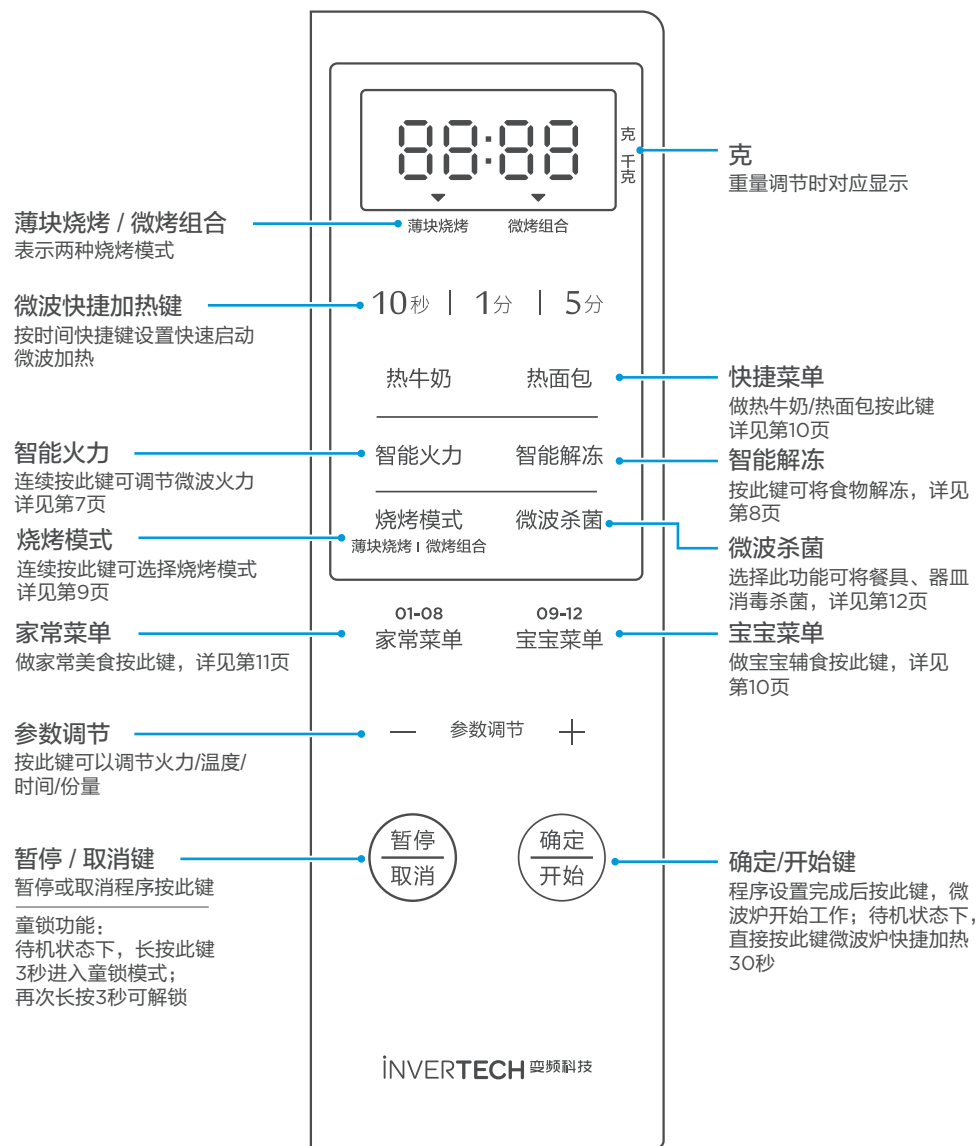 88:88
克
千克
薄块烧烤 微烤组合
10秒 | 1分 | 5分
热牛奶 热面包
智能火力 智能解冻
烧烤模式 微波杀菌
薄块烧烤 | 微烤组合
01-08 09-12
家常菜单 宝宝菜单
— 参数调节 +
暂停 确定
取消 开始
iNVERTECH 变频科技
薄块烧烤 / 微烤组合
表示两种烧烤模式
微波快捷加热键
按时间快捷键设置快速启动
微波加热
智能火力
连续按此键可调节微波火力
详见第7页
烧烤模式
连续按此键可选择烧烤模式
详见第9页
家常菜单
做家常美食按此键，详见第11页
参数调节
按此键可以调节火力/温度/
时间/份量
暂停 / 取消键
暂停或取消程序按此键
童锁功能：
待机状态下，长按此键
3秒进入童锁模式；
再次长按3秒可解锁
克
重量调节时对应显示
快捷菜单
做热牛奶/热面包按此键
详见第10页
智能解冻
按此键可将食物解冻，详见
第8页
微波杀菌
选择此功能可将餐具、器皿
消毒杀菌，详见第12页
宝宝菜单
做宝宝辅食按此键，详见
第10页
确定/开始键
程序设置完成后按此键，微
波炉开始工作；待机状态下，
直接按此键微波炉快捷加热
30秒